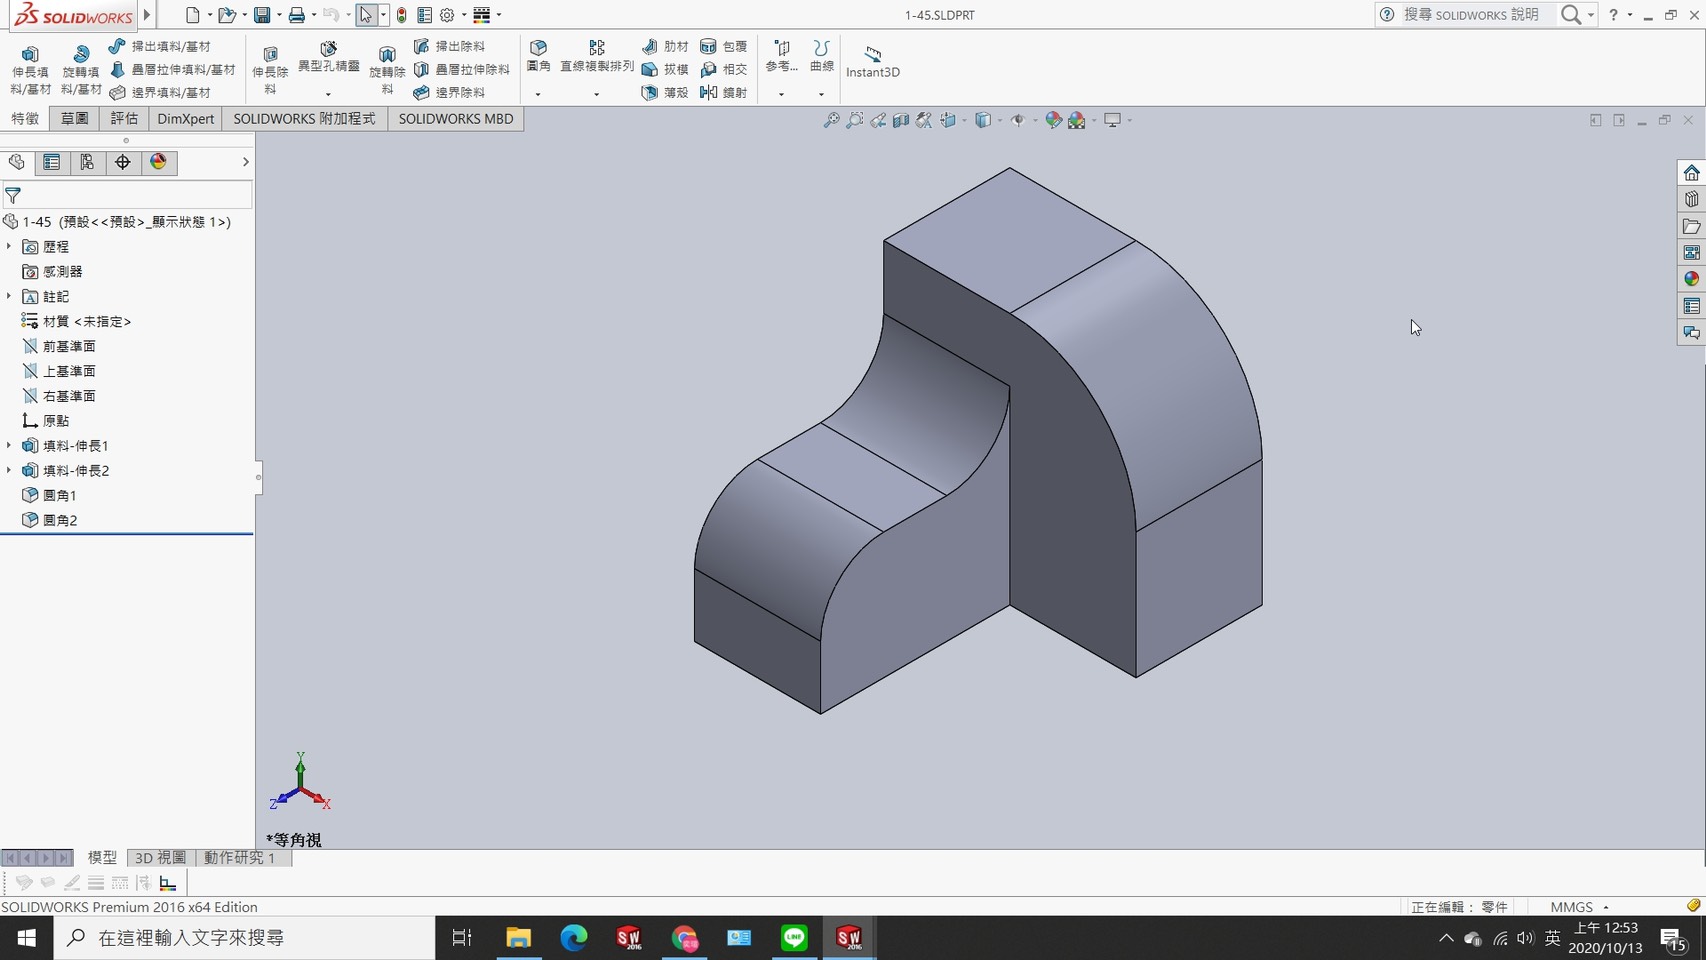 SOLIDWORKS
1-45.SLDPRT
搜尋 SOLIDWORKS 說明
伸長填料/基材
旋轉填料/基材
掃出填料/基材
疊層拉伸填料/基材
邊界填料/基材
伸長除料
異型孔精靈
旋轉除料
掃出除料
疊層拉伸除料
邊界除料
圓角
直線複製排列
肋材
拔模
薄殼
包覆
相交
鏡射
參考...
曲線
Instant3D
特徵
草圖
評估
DimXpert
SOLIDWORKS 附加程式
SOLIDWORKS MBD
1-45 (預設<<預設>_顯示狀態 1>)
歷程
感測器
註記
材質 <未指定>
前基準面
上基準面
右基準面
原點
填料-伸長1
填料-伸長2
圓角1
圓角2
Y
Z
X
*等角視
模型
3D 視圖
動作研究 1
SOLIDWORKS Premium 2016 x64 Edition
正在編輯： 零件
MMGS
在這裡輸入文字來搜尋
SW
2016
LINE
SW
2016
英
上午 12:53
2020/10/13
15